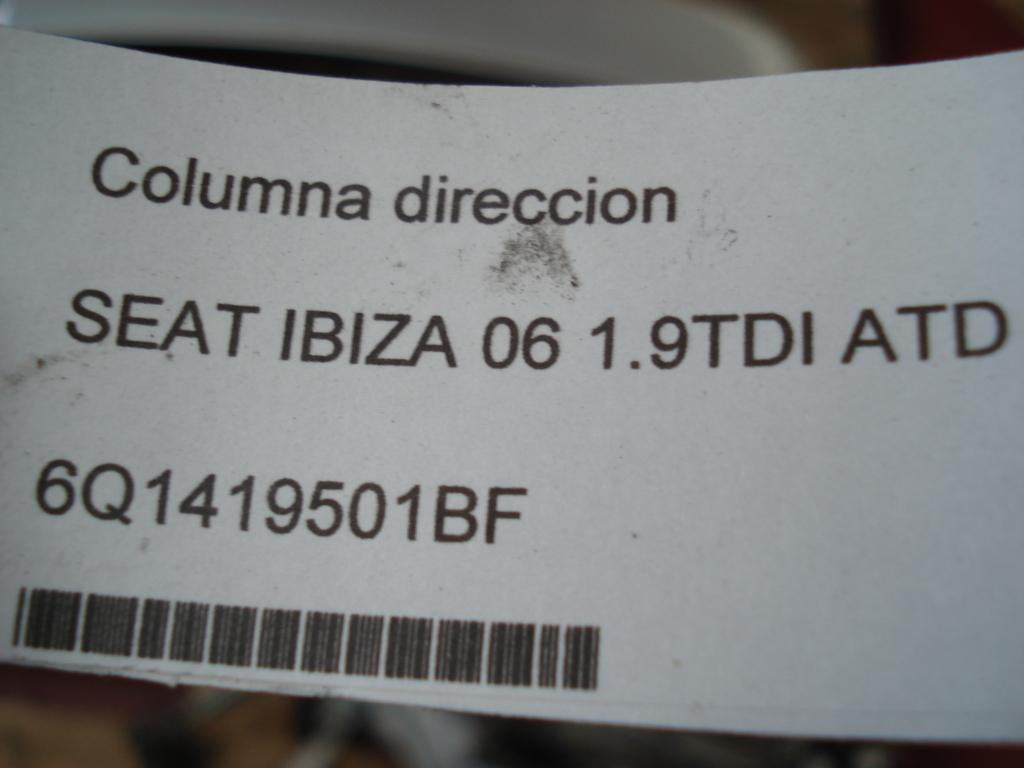 Columna direccion
SEAT IBIZA 06 1.9TDI ATD
6Q1419501BF